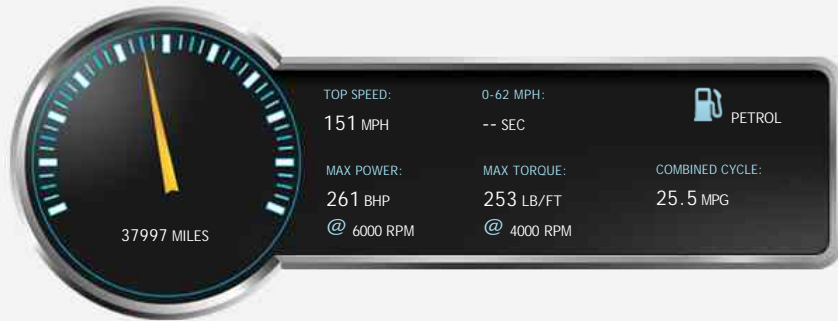 37997 MILES
TOP SPEED:
151 MPH
0-62 MPH:
-- SEC
PETROL
MAX POWER:
261 BHP
@ 6000 RPM
MAX TORQUE:
253 LB/FT
@ 4000 RPM
COMBINED CYCLE:
25.5 MPG